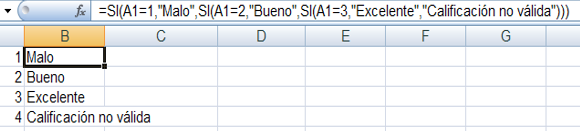 fx =SI(A1=1,"Malo",SI(A1=2,"Bueno",SI(A1=3,"Excelente","Calificación no válida")))
B C D E F G
1 Malo
2 Bueno
3 Excelente
4 Calificación no válida